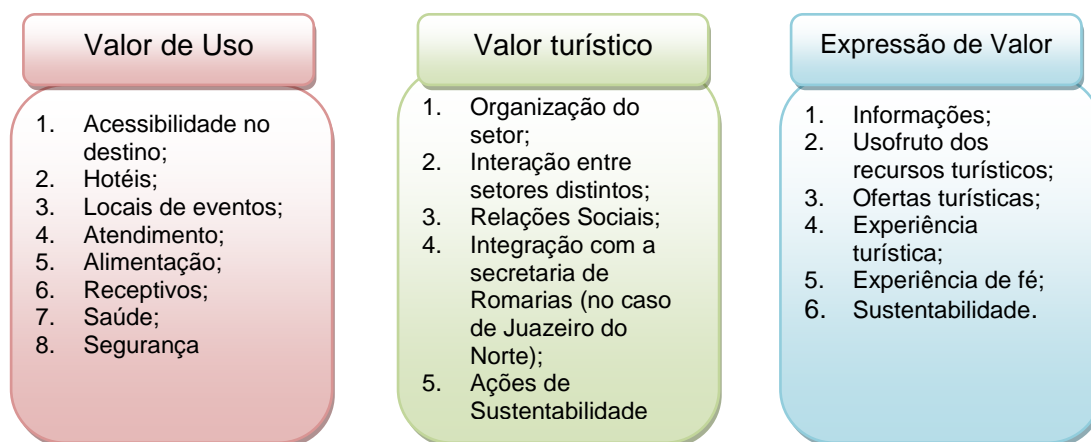 Valor de Uso
1. Acessibilidade no
destino;
2. Hotéis;
3. Locais de eventos;
4. Atendimento;
5. Alimentação;
6. Receptivos;
7. Saúde;
8. Segurança
Valor turístico
1. Organização do
setor;
2. Interação entre
setores distintos;
3. Relações Sociais;
4. Integração com a
secretaria de
Romarias (no caso
de Juazeiro do
Norte);
5. Ações de
Sustentabilidade
Expressão de Valor
1. Informações;
2. Usofruto dos
recursos turísticos;
3. Ofertas turísticas;
4. Experiência
turística;
5. Experiência de fé;
6. Sustentabilidade.